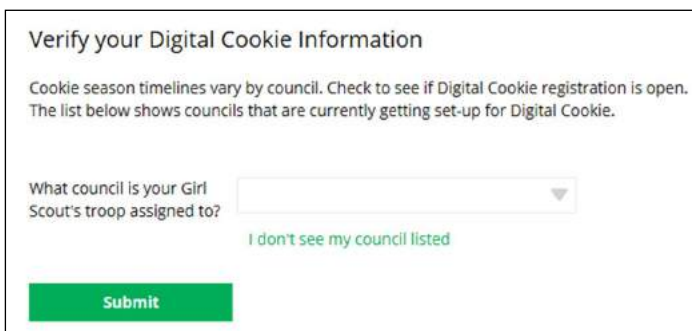 Verify your Digital Cookie Information
Cookie season timelines vary by council. Check to see if Digital Cookie registration is open.
The list below shows councils that are currently getting set-up for Digital Cookie.
What council is your Girl
Scout's troop assigned to?
I don't see my council listed
Submit